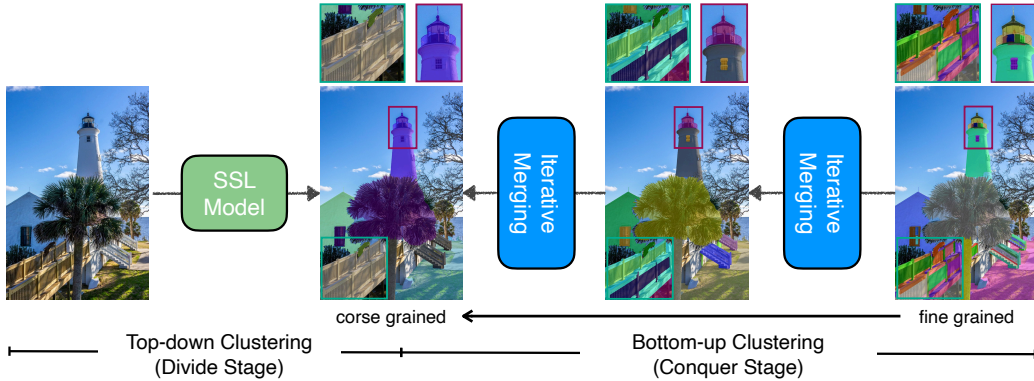 SSL
Model
Iterative
Merging
Iterative
Merging
corse grained
fine grained
Top-down Clustering
(Divide Stage)
Bottom-up Clustering
(Conquer Stage)